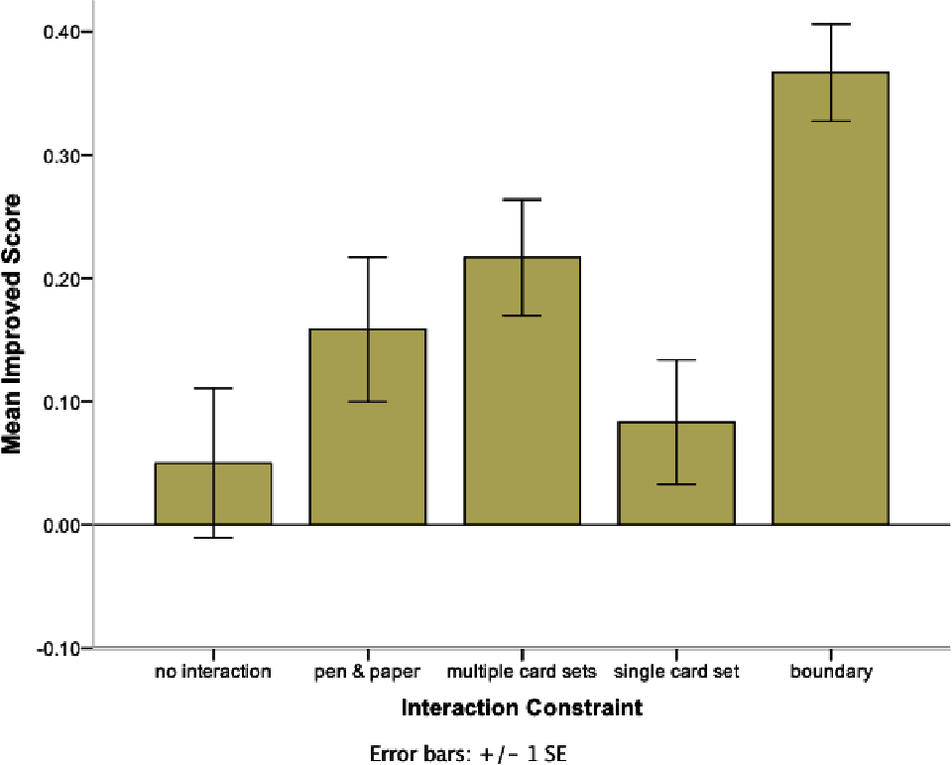 Mean Improved Score
0.40
0.30
0.20
0.10
0.00
-0.10
no interaction
pen & paper
multiple card sets
single card set
boundary
Interaction Constraint
Error bars: +/- 1 SE